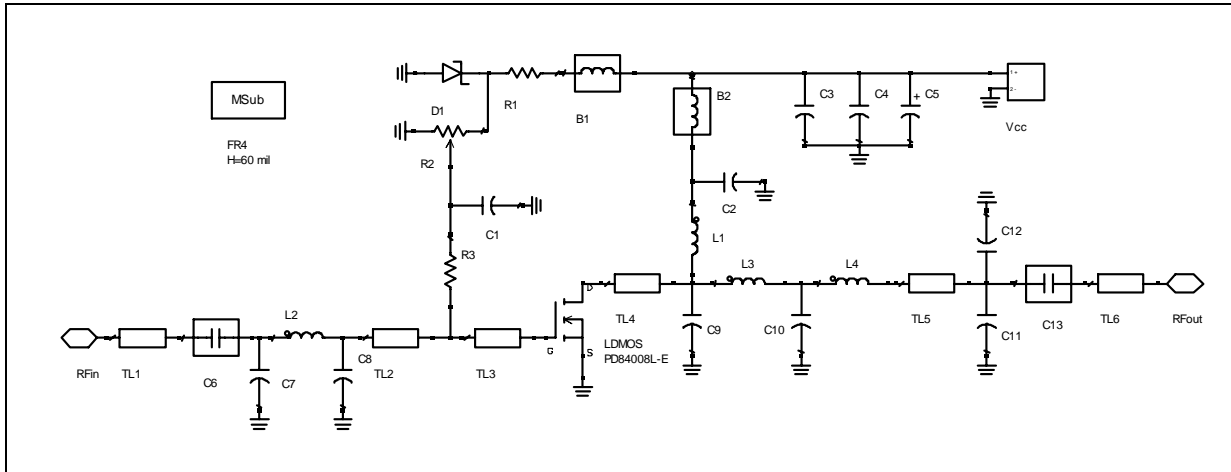 MSub
FR4
H=60 mil
D1
R1
B1
B2
C3
C4
+
C5
1 +
2 -
Vcc
R2
C1
C2
R3
L1
C12
L2
L3
L4
D
G
S
TL4
LDMOS
PD84008L-E
C9
C10
TL5
C11
C13
TL6
RFout
RFin
TL1
C6
C7
C8
TL2
TL3